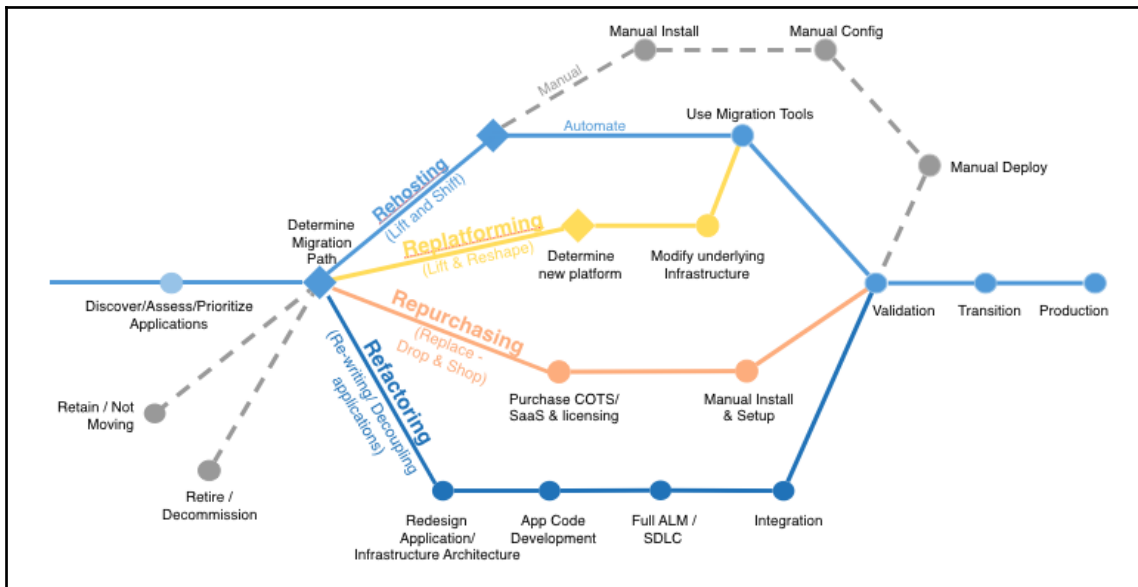 Manual Install
Manual Config
Manual
Automate
Use Migration Tools
Manual Deploy
Rehosting
(Lift and Shift)
Determine
Migration
Path
Replatforming
(Lift & Reshape)
Determine
new platform
Modify underlying
Infrastructure
Discover/Assess/Prioritize
Applications
Validation
Transition
Production
Repurchasing
(Replace -
Drop & Shop)
Refactoring
(Re-writing/ Decoupling
applications)
Purchase COTS/
SaaS & licensing
Manual Install
& Setup
Retain / Not
Moving
Retire /
Decommission
Redesign
Application/
Infrastructure Architecture
App Code
Development
Full ALM /
SDLC
Integration